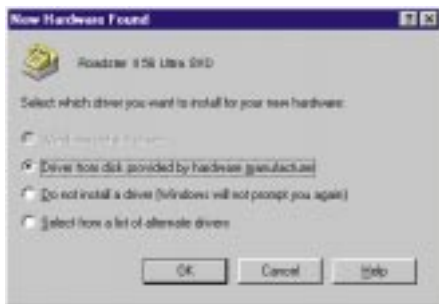 New Hardware Found
Roadster II 56 Ultra SVD
Select which driver you want to install for your new hardware:
Driver from disk provided by hardware manufacturer
Do not install a driver (Windows will not prompt you again)
Select from a list of alternate drivers
OK
Cancel
Help